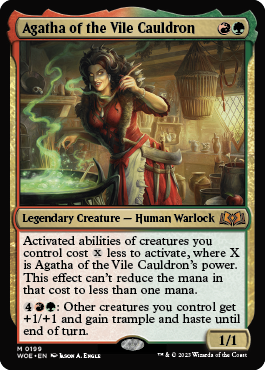 Agatha of the Vile Cauldron
Legendary Creature — Human Warlock
Activated abilities of creatures you
control cost X less to activate, where X
is Agatha of the Vile Cauldron's power.
This effect can't reduce the mana in
that cost to less than one mana.
4: Other creatures you control get
+1/+1 and gain trample and haste until
end of turn.
1/1
M 0199
WOE • EN JASON A. ENGLE
™ & © 2023 Wizards of the Coast